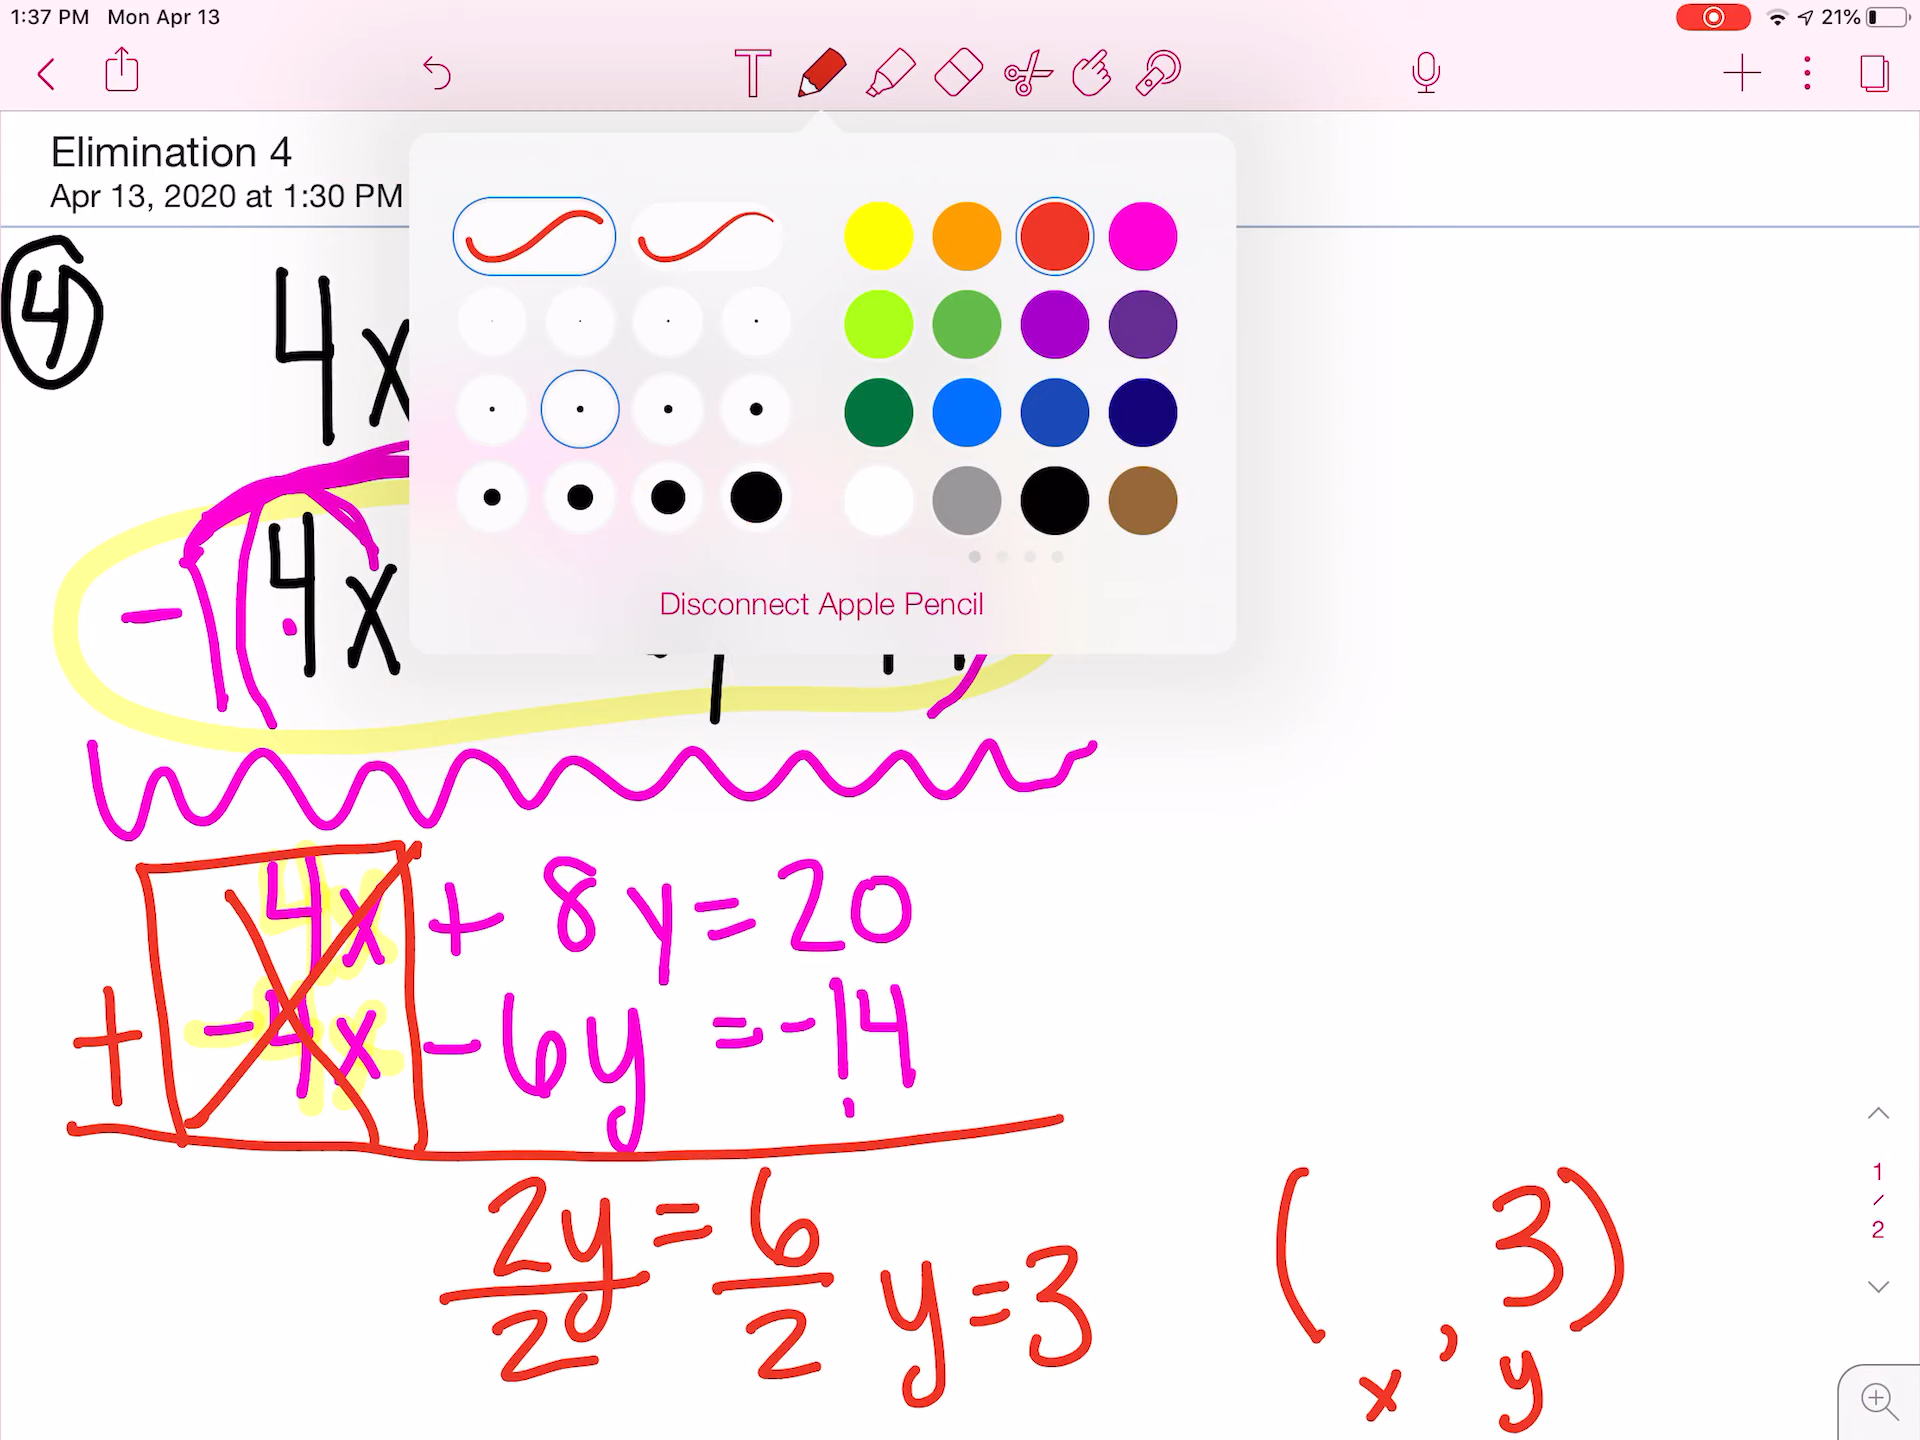 1:37 PM Mon Apr 13
21%
T
Elimination 4
Apr 13, 2020 at 1:30 PM
4
4x
-1(4x
Disconnect Apple Pencil
4x + 8y = 20
+ -4x - 6y = -14
2y = 6
2 2
y = 3
( , 3)
x y
1
/
2